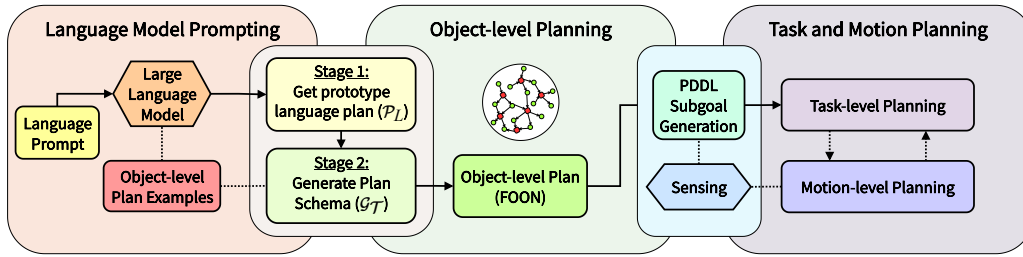 Language Model Prompting
Object-level Planning
Task and Motion Planning
Large
Language
Model
Language
Prompt
Object-level
Plan Examples
Stage 1:
Get prototype
language plan (𝒫_L)
Stage 2:
Generate Plan
Schema (𝒢_𝒯)
Object-level Plan
(FOON)
PDDL
Subgoal
Generation
Sensing
Task-level Planning
Motion-level Planning